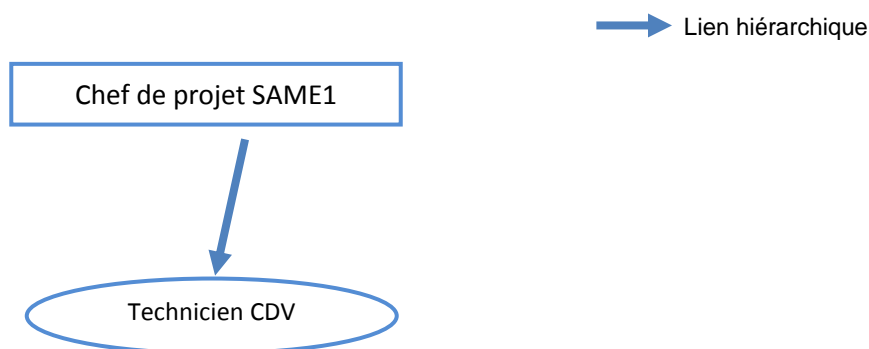 Lien hiérarchique
Chef de projet SAME1
Technicien CDV